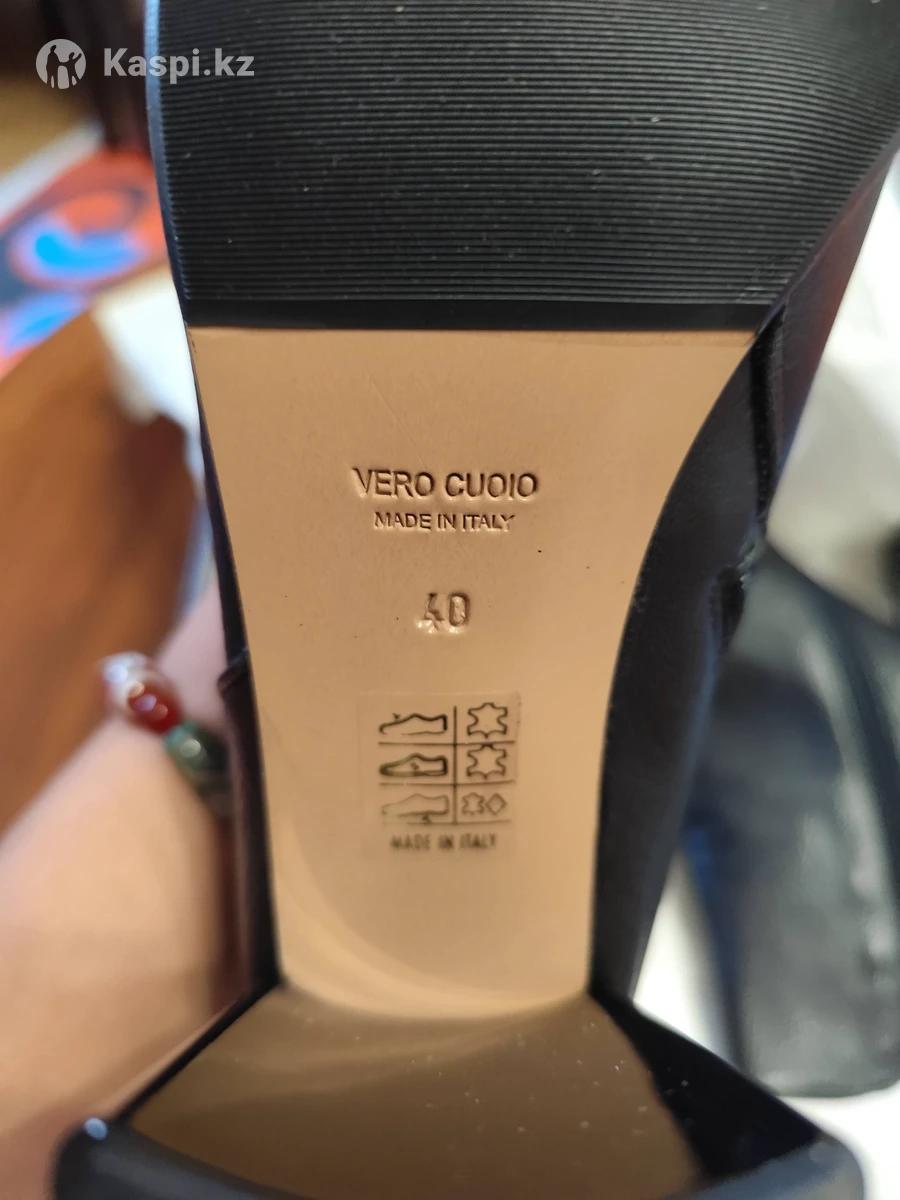 Kaspi.kz
VERO CUOIO
MADE IN ITALY
40
MADE IN ITALY